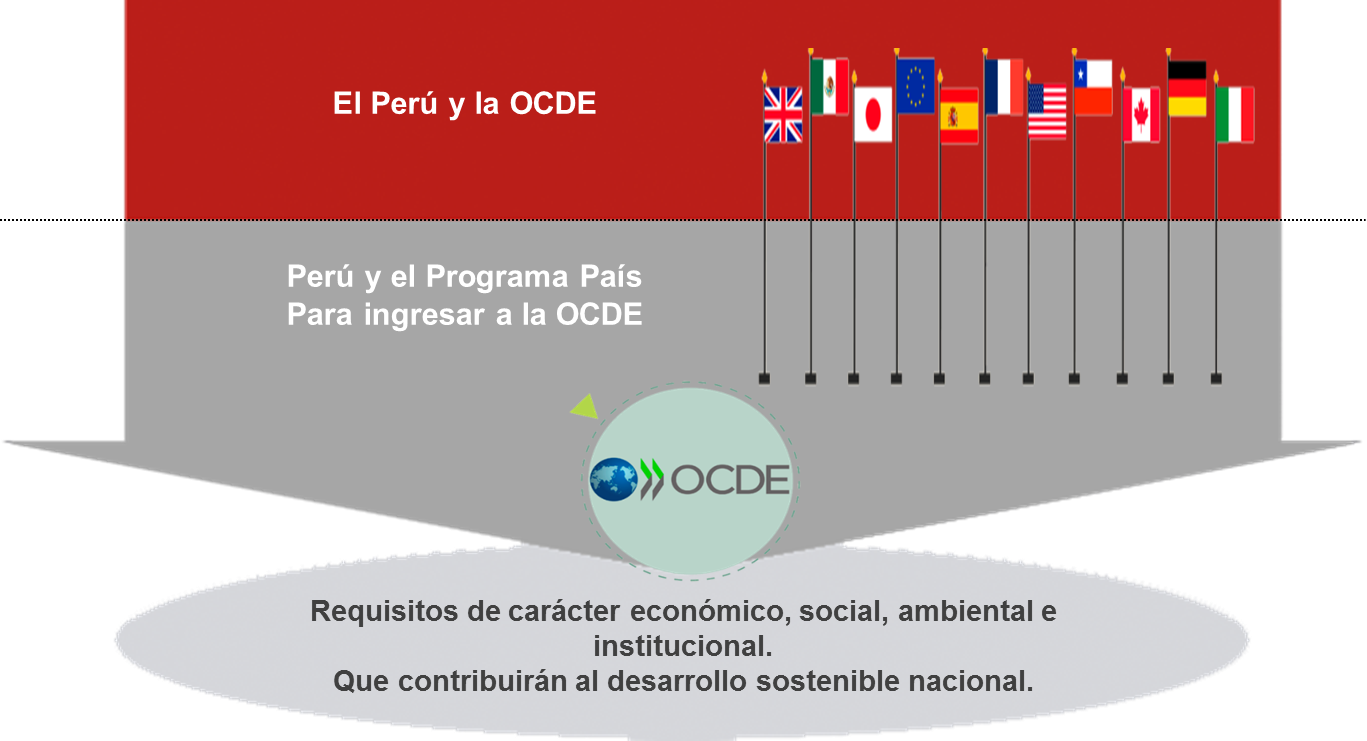 El Perú y la OCDE
Perú y el Programa País
Para ingresar a la OCDE
OCDE
Requisitos de carácter económico, social, ambiental e
institucional.
Que contribuirán al desarrollo sostenible nacional.